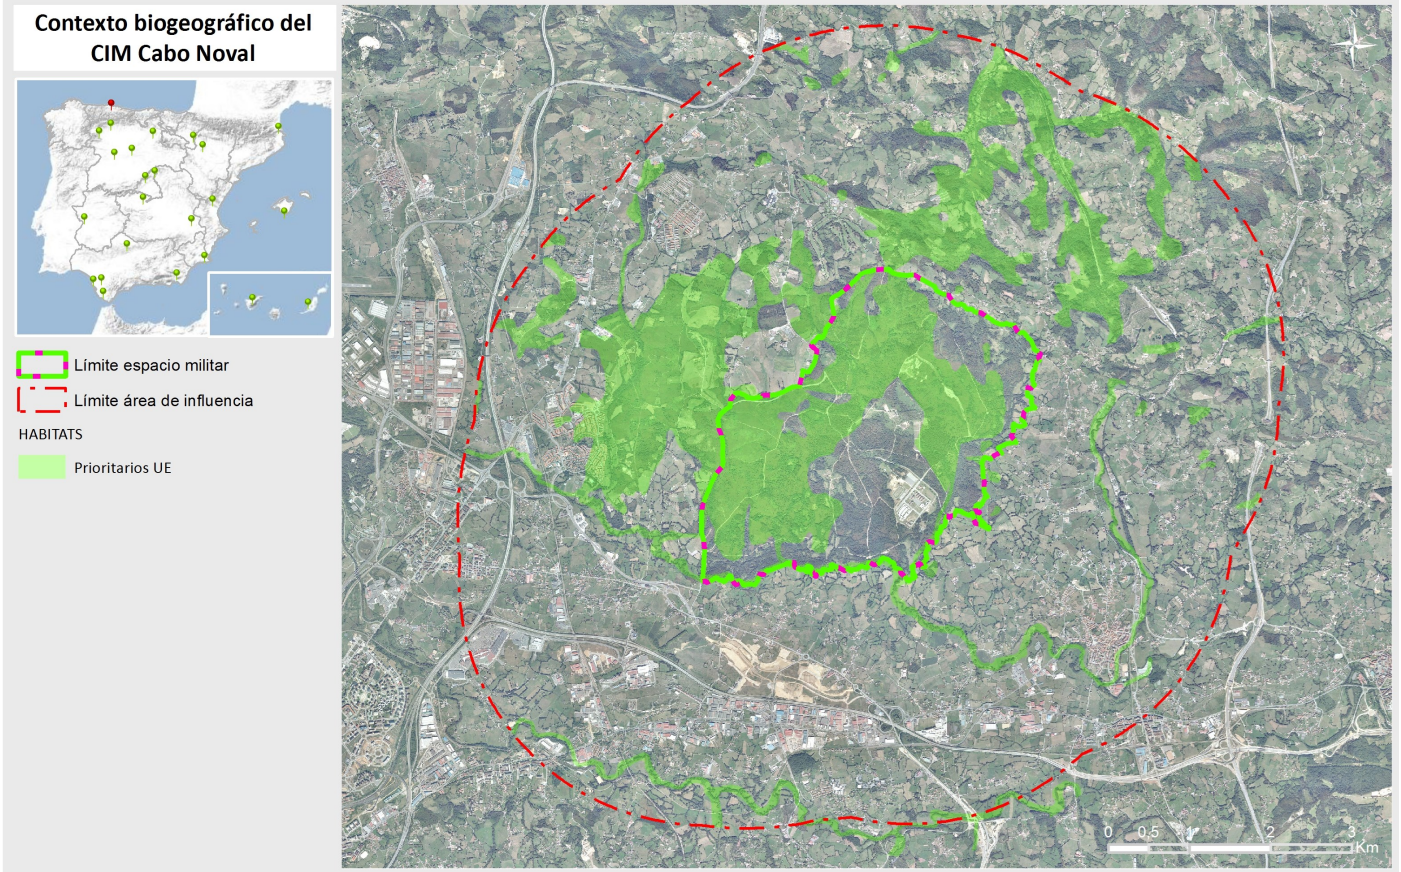 Contexto biogeográfico del
CIM Cabo Noval
Límite espacio militar
Límite área de influencia
HABITATS
Prioritarios UE
0 0.5 1 2 3
Km